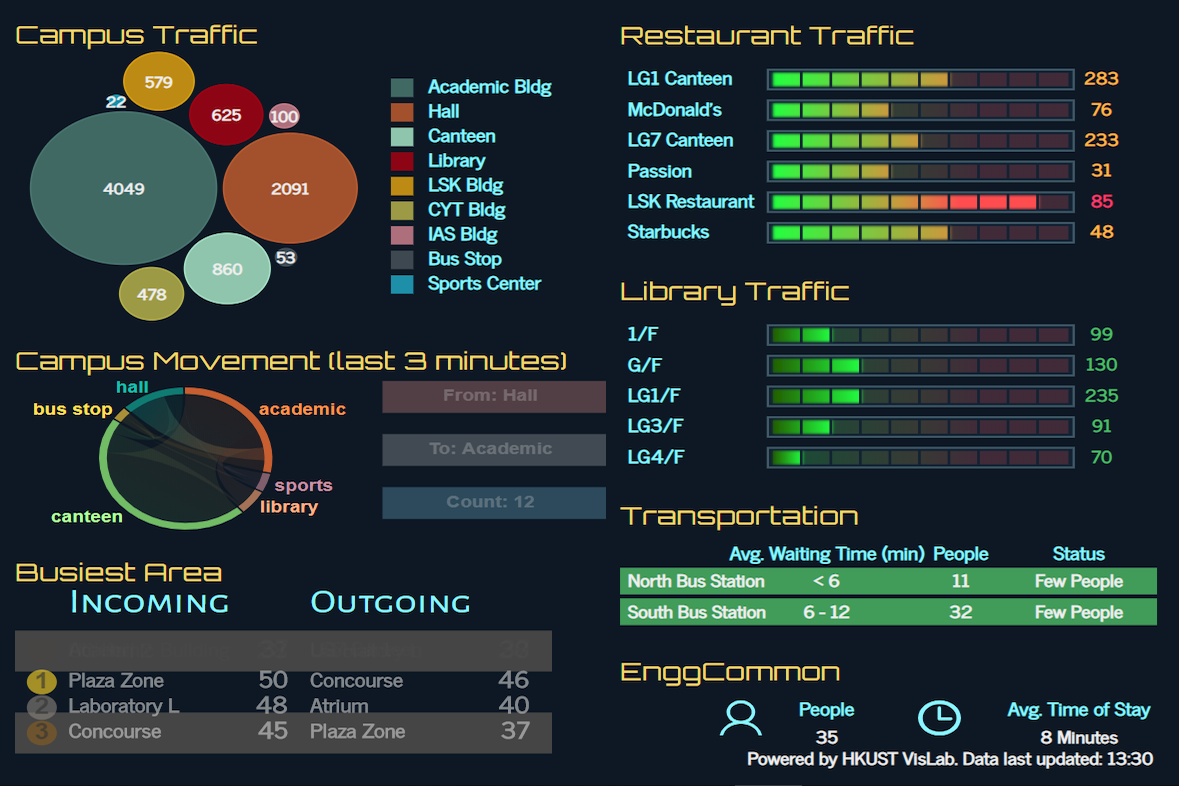 Campus Traffic
579
22
625
100
4049
2091
860
53
478
Academic Bldg
Hall
Canteen
Library
LSK Bldg
CYT Bldg
IAS Bldg
Bus Stop
Sports Center
Campus Movement (last 3 minutes)
hall
bus stop
academic
sports
library
canteen
From: Hall
To: Academic
Count: 12
Busiest Area
Incoming Outgoing
1 Plaza Zone 50 Concourse 46
2 Laboratory L 48 Atrium 40
3 Concourse 45 Plaza Zone 37
Restaurant Traffic
LG1 Canteen 283
McDonald's 76
LG7 Canteen 233
Passion 31
LSK Restaurant 85
Starbucks 48
Library Traffic
1/F 99
G/F 130
LG1/F 235
LG3/F 91
LG4/F 70
Transportation
Avg. Waiting Time (min) People Status
North Bus Station < 6 11 Few People
South Bus Station 6 - 12 32 Few People
EnggCommon
People Avg. Time of Stay
35 8 Minutes
Powered by HKUST VisLab. Data last updated: 13:30